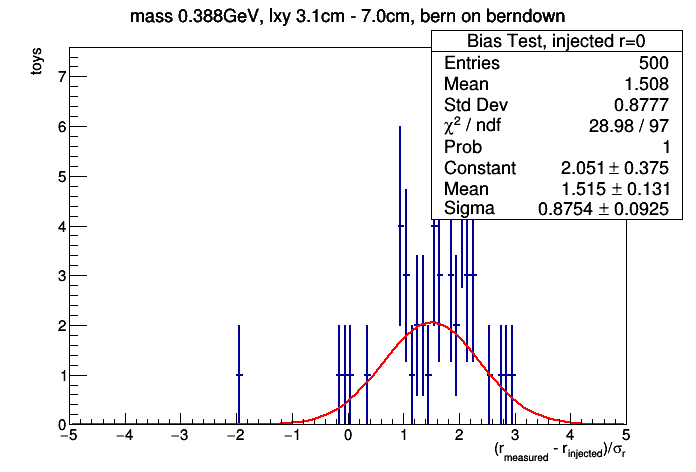 mass 0.388GeV, lxy 3.1cm - 7.0cm, bern on berndown
Bias Test, injected r=0
Entries 500
Mean 1.508
Std Dev 0.8777
χ² / ndf 28.98 / 97
Prob 1
Constant 2.051 ± 0.375
Mean 1.515 ± 0.131
Sigma 0.8754 ± 0.0925
toys
7
6
5
4
3
2
1
0
−5 −4 −3 −2 −1 0 1 2 3 4 5
(r_measured - r_injected)/σ_r